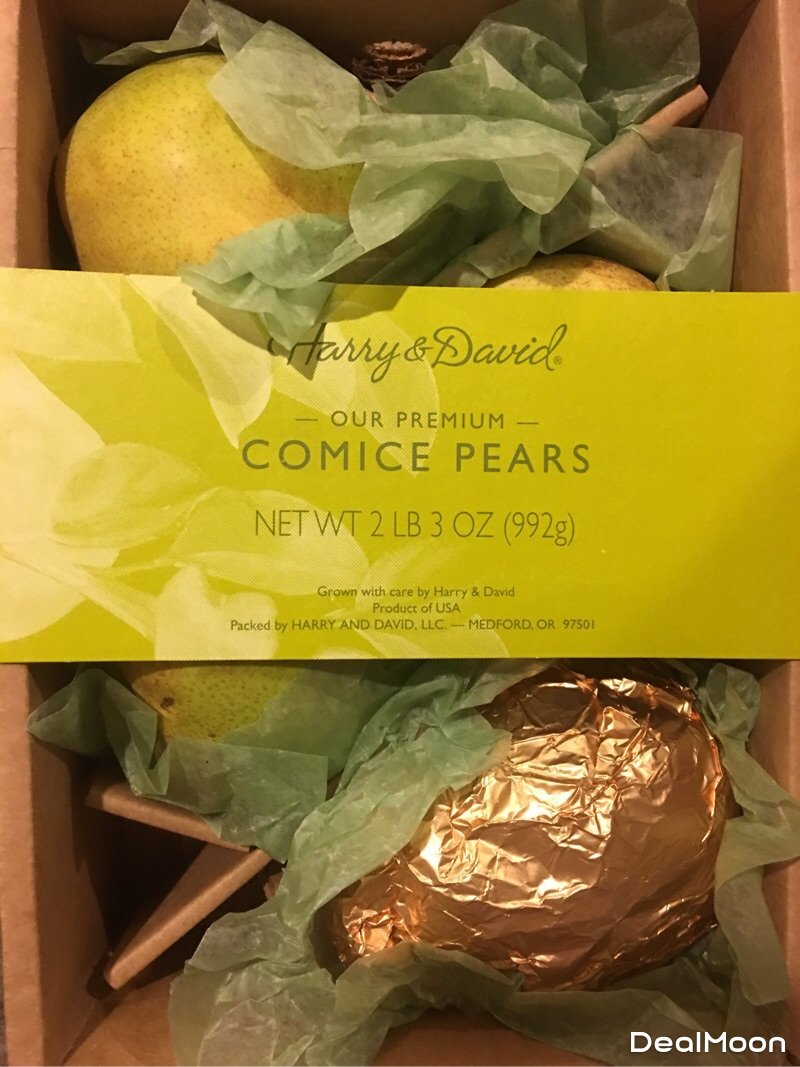 Harry & David®
— OUR PREMIUM —
COMICE PEARS
NET WT 2 LB 3 OZ (992g)
Grown with care by Harry & David
Product of USA
Packed by HARRY AND DAVID, LLC. — MEDFORD, OR 97501
DealMoon